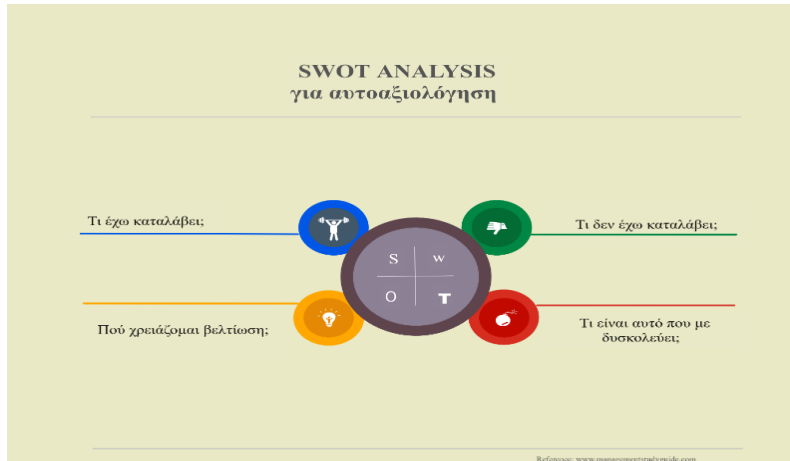 SWOT ANALYSIS
για αυτοαξιολόγηση
Τι έχω καταλάβει;
Τι δεν έχω καταλάβει;
S w
O T
Πού χρειάζομαι βελτίωση;
Τι είναι αυτό που με
δυσκολεύει;